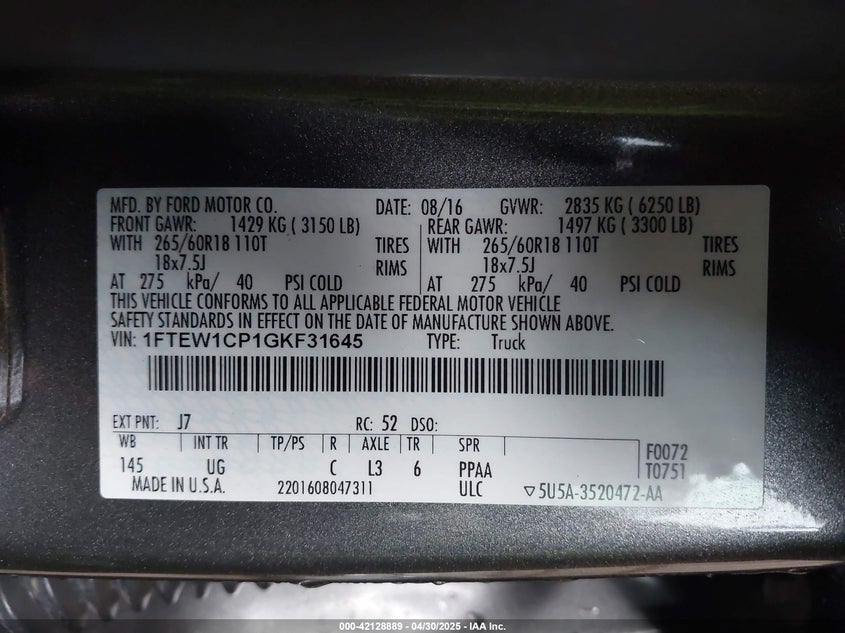 MFD. BY FORD MOTOR CO. DATE: 08/16 GVWR: 2835 KG ( 6250 LB)
FRONT GAWR: 1429 KG ( 3150 LB) REAR GAWR: 1497 KG ( 3300 LB)
WITH 265/60R18 110T TIRES WITH 265/60R18 110T TIRES
18x7.5J RIMS 18x7.5J RIMS
AT 275 kPa/ 40 PSI COLD AT 275 kPa/ 40 PSI COLD
THIS VEHICLE CONFORMS TO ALL APPLICABLE FEDERAL MOTOR VEHICLE
SAFETY STANDARDS IN EFFECT ON THE DATE OF MANUFACTURE SHOWN ABOVE.
VIN: 1FTEW1CP1GKF31645 TYPE: Truck
EXT PNT: J7 RC: 52 DSO:
WB INT TR TP/PS R AXLE TR SPR F0072
145 UG C L3 6 PPAA T0751
MADE IN U.S.A. 2201608047311 ULC ▽5U5A-3520472-AA
000-42128889 - 04/30/2025 - IAA Inc.